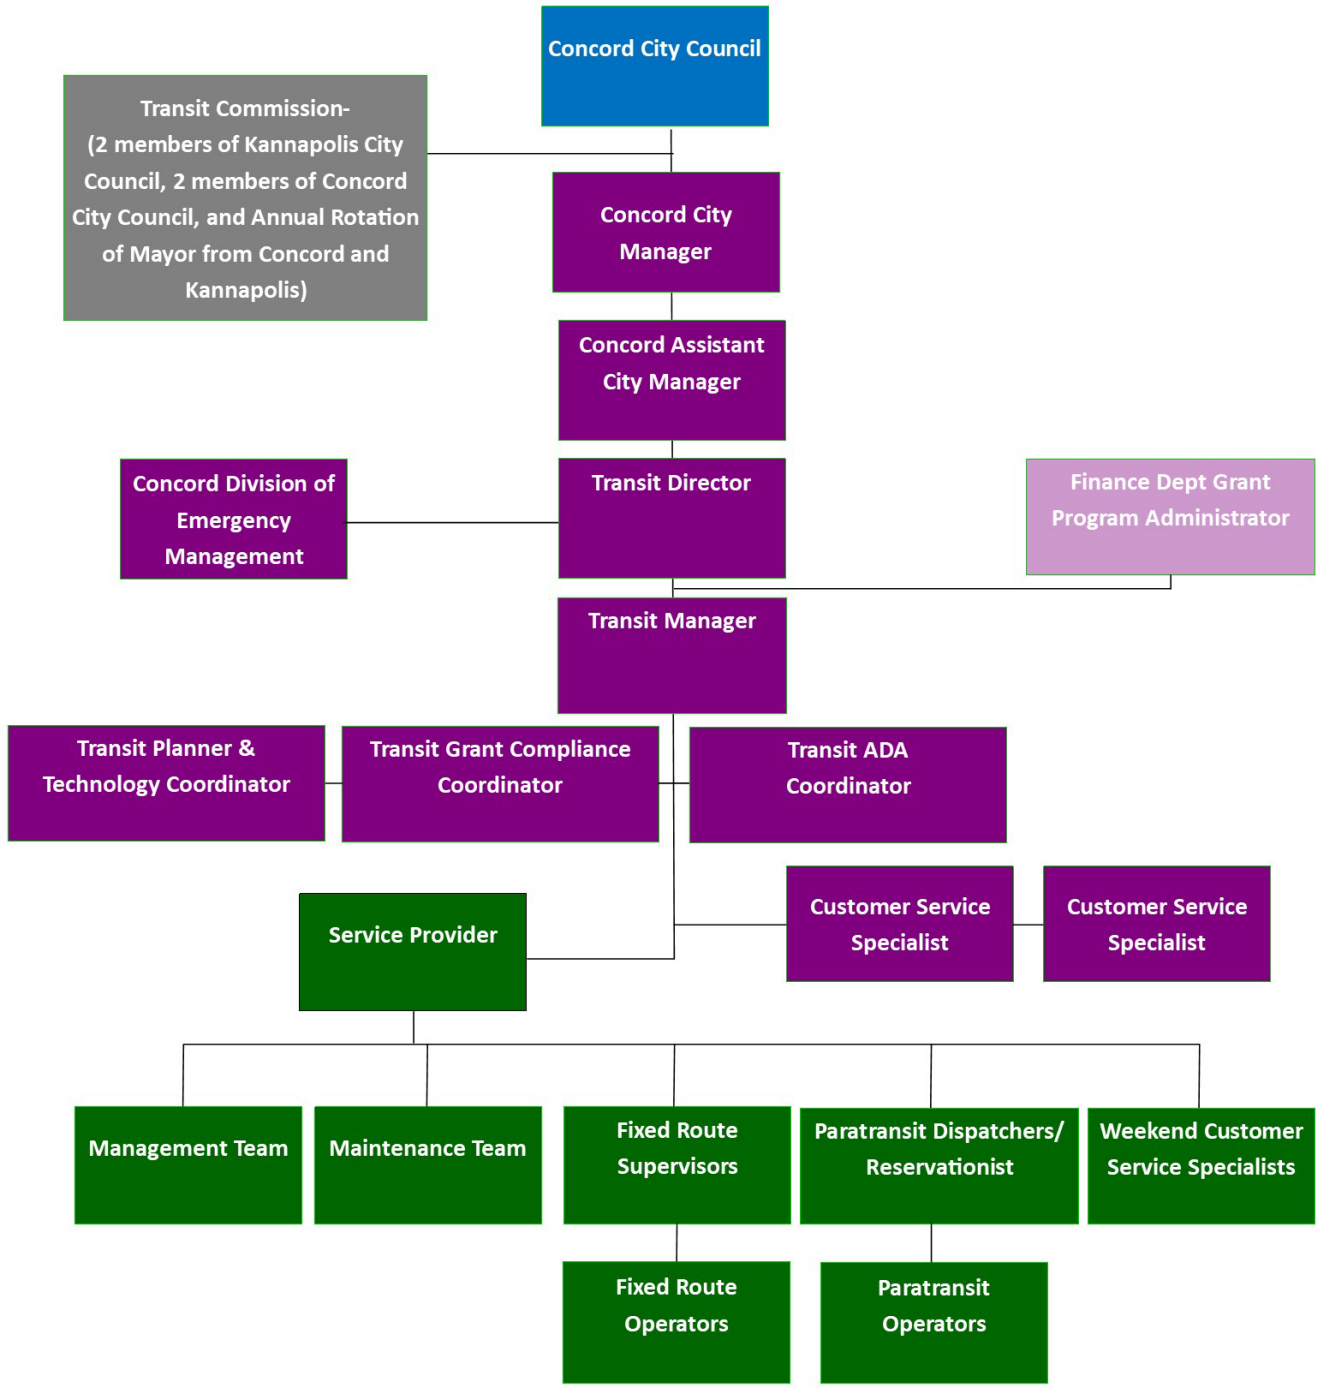 Concord City Council
Transit Commission-
(2 members of Kannapolis City
Council, 2 members of Concord
City Council, and Annual Rotation
of Mayor from Concord and
Kannapolis)
Concord City
Manager
Concord Assistant
City Manager
Concord Division of
Emergency
Management
Transit Director
Finance Dept Grant
Program Administrator
Transit Manager
Transit Planner &
Technology Coordinator
Transit Grant Compliance
Coordinator
Transit ADA
Coordinator
Service Provider
Customer Service
Specialist
Customer Service
Specialist
Management Team
Maintenance Team
Fixed Route
Supervisors
Paratransit Dispatchers/
Reservationist
Weekend Customer
Service Specialists
Fixed Route
Operators
Paratransit
Operators